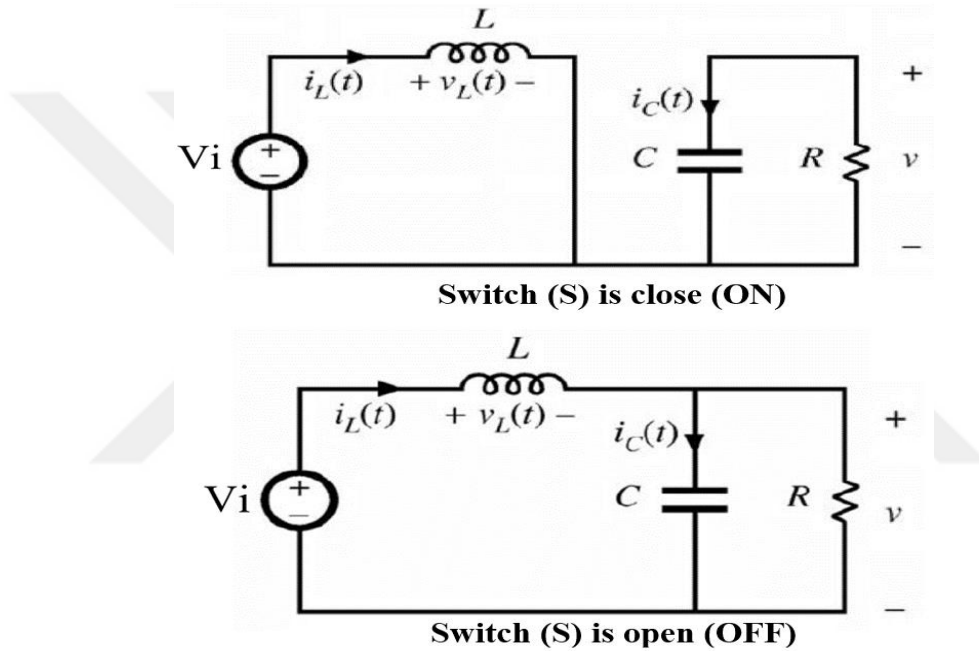 L
i_L(t) + v_L(t) −
i_C(t)
+
Vi
+
−
C
R
v
−
Switch (S) is close (ON)
L
i_L(t) + v_L(t) −
i_C(t)
+
Vi
+
−
C
R
v
−
Switch (S) is open (OFF)